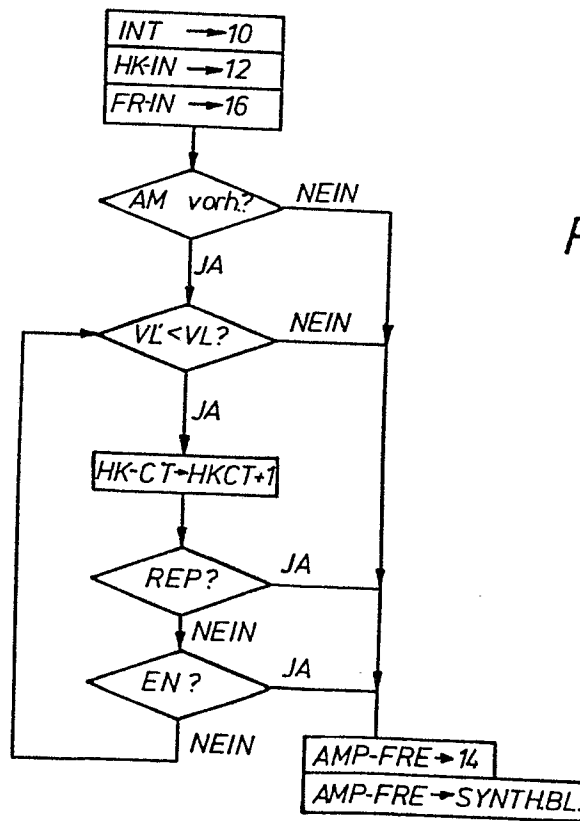 INT →10
HK-IN →12
FR-IN →16
AM vorh.?
NEIN
JA
VL'<VL?
NEIN
JA
HK-CT→HKCT+1
REP?
JA
NEIN
EN?
JA
NEIN
AMP-FRE→14
AMP-FRE→SYNTH.BL.